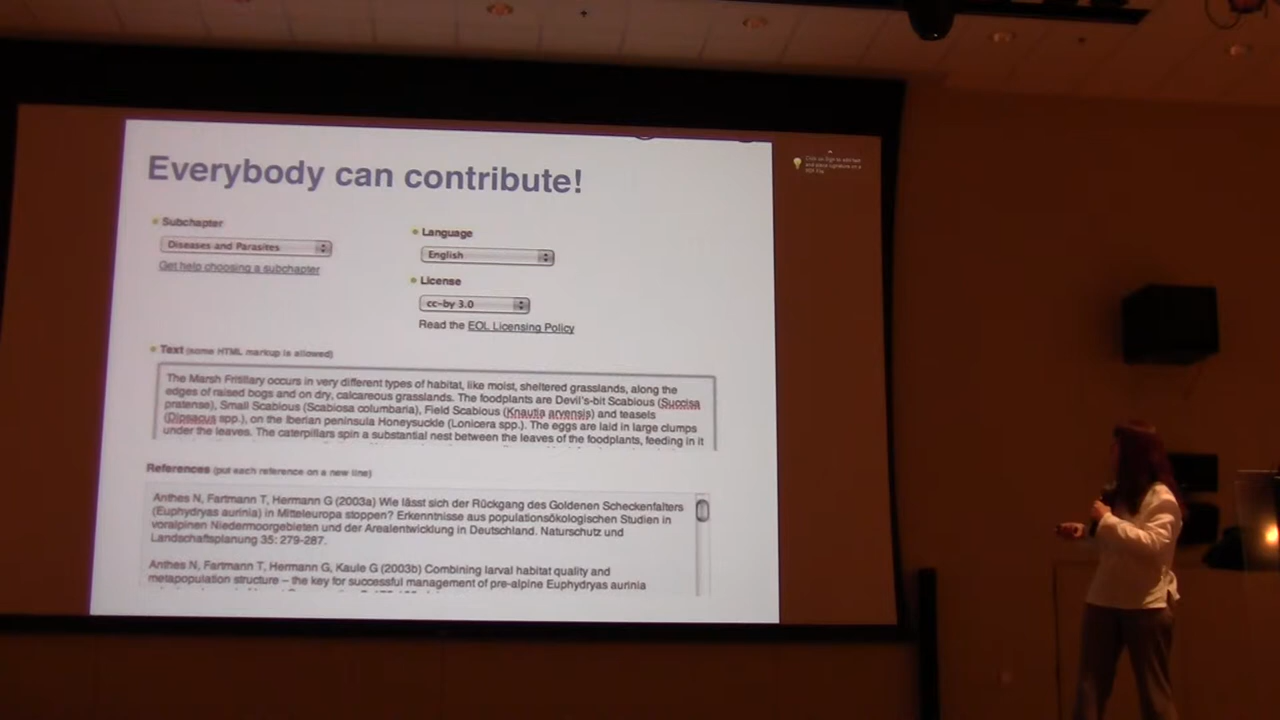 Everybody can contribute!
Subchapter
Diseases and Parasites
Get help choosing a subchapter
Language
English
License
cc-by 3.0
Read the EOL Licensing Policy
Text (some HTML markup is allowed)
The Marsh Fritillary occurs in very different types of habitat, like moist, sheltered grasslands, along the
edges of raised bogs and on dry, calcareous grasslands. The foodplants are Devil's-bit Scabious (Succisa
pratense), Small Scabious (Scabiosa columbaria), Field Scabious (Knautia arvensis) and teasels
(Dipsacus spp.), on the Iberian peninsula Honeysuckle (Lonicera spp.). The eggs are laid in large clumps
under the leaves. The caterpillars spin a substantial nest between the leaves of the foodplants, feeding in it
References (put each reference on a new line)
Anthes N, Fartmann T, Hermann G (2003a) Wie lässt sich der Rückgang des Goldenen Scheckenfalters
(Euphydryas aurinia) in Mitteleuropa stoppen? Erkenntnisse aus populationsökologischen Studien in
voralpinen Niedermoorgebieten und der Arealentwicklung in Deutschland. Naturschutz und
Landschaftsplanung 35: 279-287.
Anthes N, Fartmann T, Hermann G, Kaule G (2003b) Combining larval habitat quality and
metapopulation structure – the key for successful management of pre-alpine Euphydryas aurinia